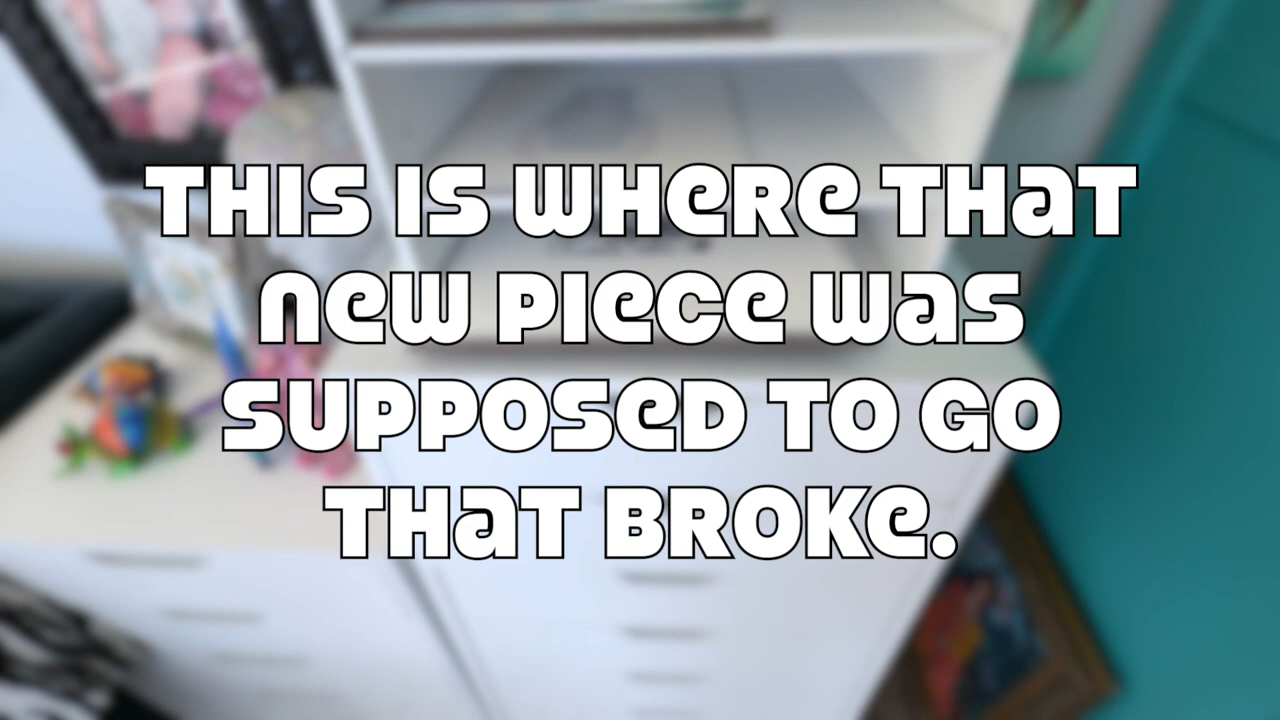 THIS IS WHERE THAT
NEW PIECE WAS
SUPPOSED TO GO
THAT BROKE.